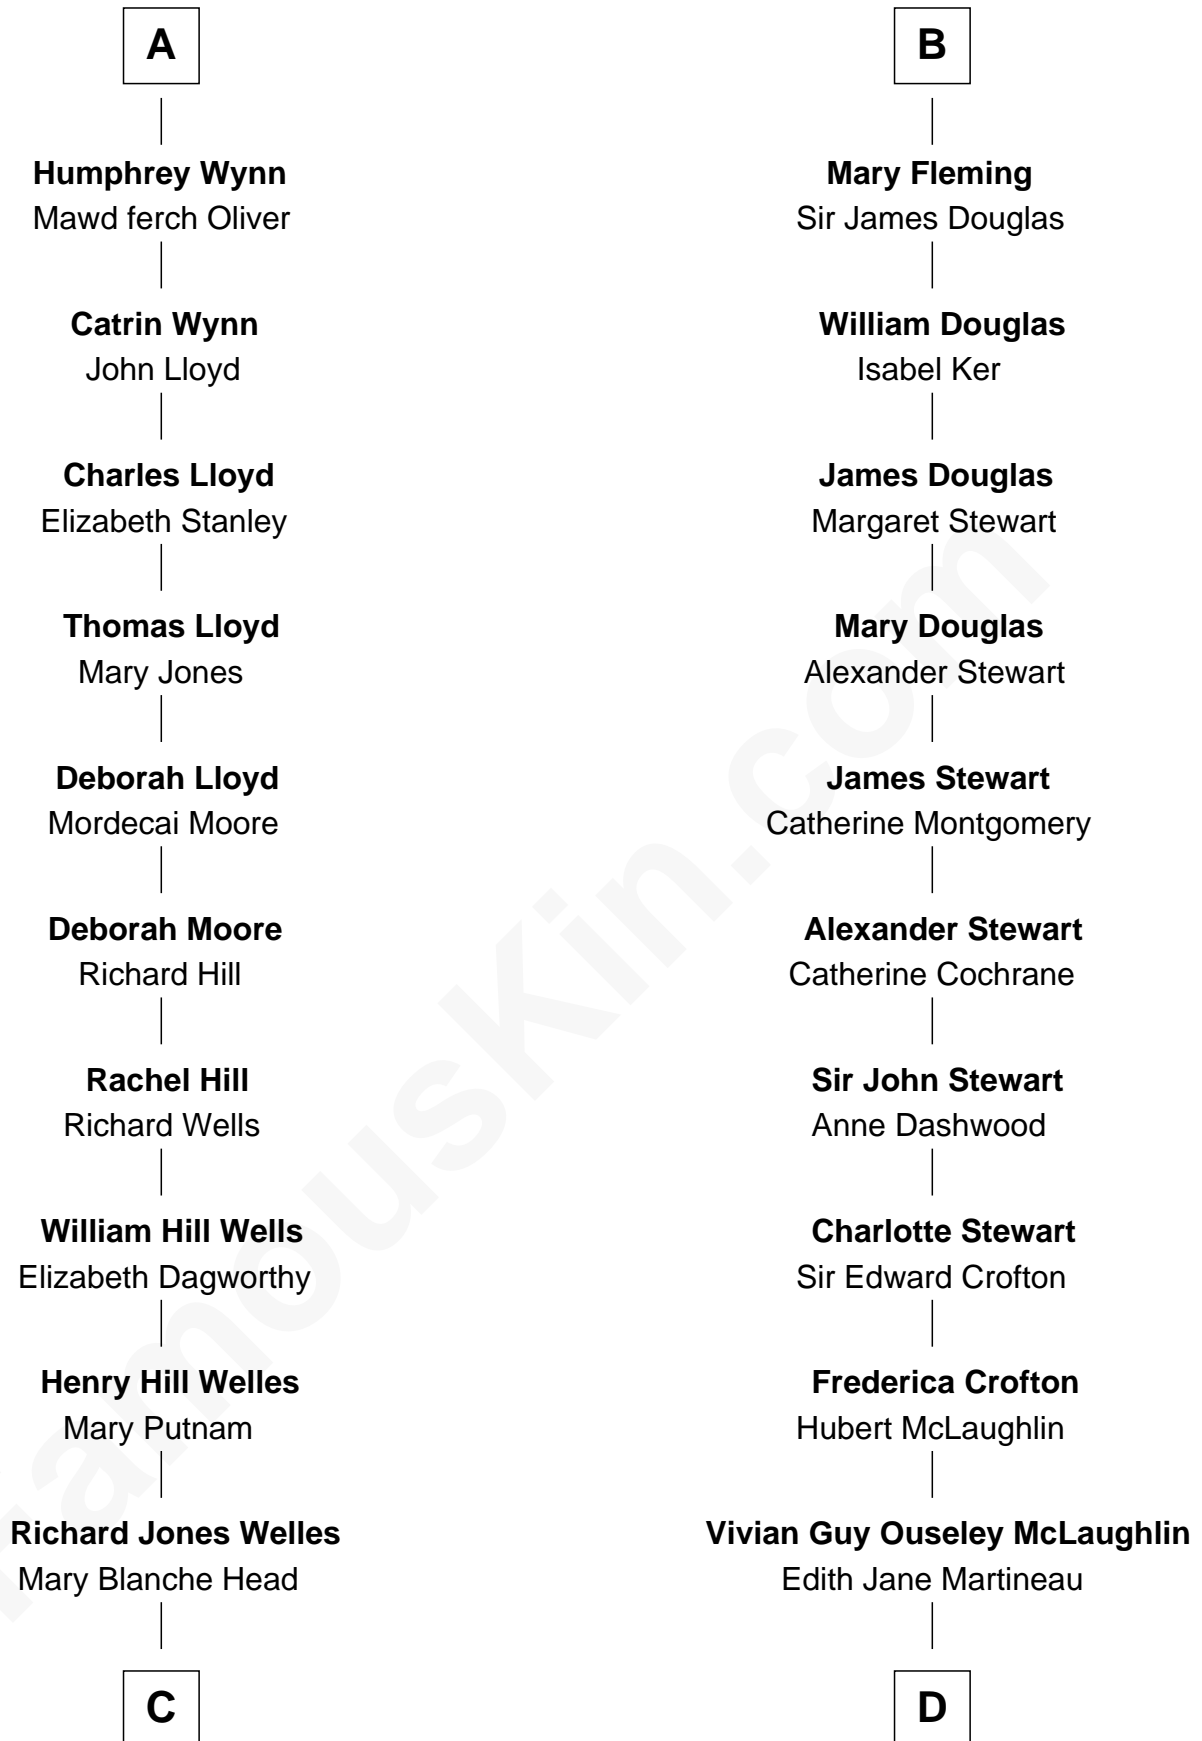 A
Humphrey Wynn
Mawd ferch Oliver
Catrin Wynn
John Lloyd
Charles Lloyd
Elizabeth Stanley
Thomas Lloyd
Mary Jones
Deborah Lloyd
Mordecai Moore
Deborah Moore
Richard Hill
Rachel Hill
Richard Wells
William Hill Wells
Elizabeth Dagworthy
Henry Hill Welles
Mary Putnam
Richard Jones Welles
Mary Blanche Head
C
B
Mary Fleming
Sir James Douglas
William Douglas
Isabel Ker
James Douglas
Margaret Stewart
Mary Douglas
Alexander Stewart
James Stewart
Catherine Montgomery
Alexander Stewart
Catherine Cochrane
Sir John Stewart
Anne Dashwood
Charlotte Stewart
Sir Edward Crofton
Frederica Crofton
Hubert McLaughlin
Vivian Guy Ouseley McLaughlin
Edith Jane Martineau
D
FamousKin.com